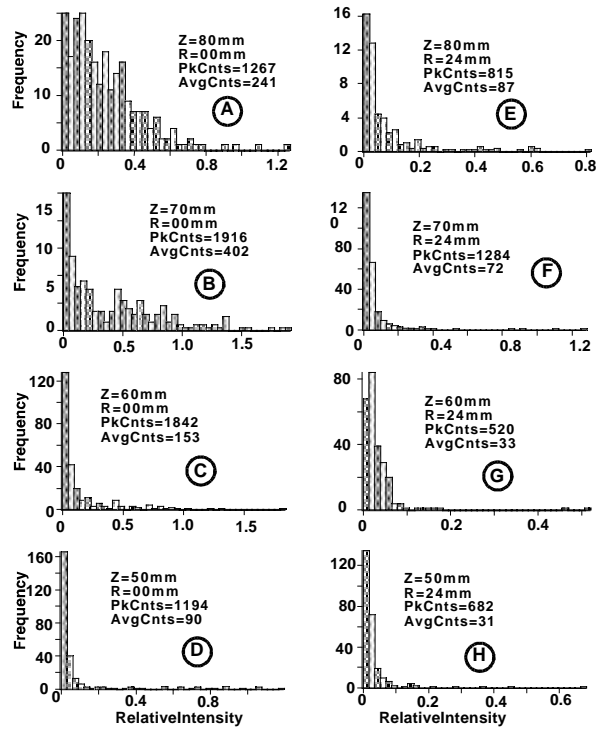 Frequency
25
20
10
0
Z=80mm
R=00mm
PkCnts=1267
AvgCnts=241
A
0 0.4 0.8 1.2
16
12
8
4
0
Z=80mm
R=24mm
PkCnts=815
AvgCnts=87
E
0 0.2 0.4 0.6 0.8
Frequency
15
10
5
0
Z=70mm
R=00mm
PkCnts=1916
AvgCnts=402
B
0 0.5 1.0 1.5
12
0
80
40
0
Z=70mm
R=24mm
PkCnts=1284
AvgCnts=72
F
0 0.4 0.8 1.2
Frequency
120
80
40
0
Z=60mm
R=00mm
PkCnts=1842
AvgCnts=153
C
0 0.5 1.0 1.5
80
40
0
Z=60mm
R=24mm
PkCnts=520
AvgCnts=33
G
0 0.2 0.4
Frequency
160
120
80
40
0
Z=50mm
R=00mm
PkCnts=1194
AvgCnts=90
D
0.4 0.8
RelativeIntensity
120
80
40
0
Z=50mm
R=24mm
PkCnts=682
AvgCnts=31
H
0 0.2 0.4 0.6
RelativeIntensity